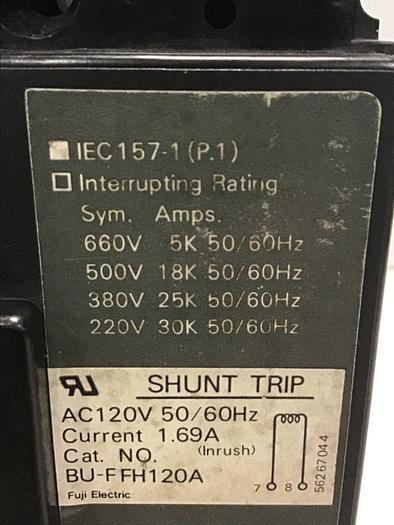 IEC157-1(P.1)
Interrupting Rating
Sym. Amps.
660V 5K 50/60Hz
500V 18K 50/60Hz
380V 25K 50/60Hz
220V 30K 50/60Hz
SHUNT TRIP
AC120V 50/60Hz
Current 1.69A
(Inrush)
Cat. NO.
BU-FFH120A
Fuji Electric
7 8
56267044